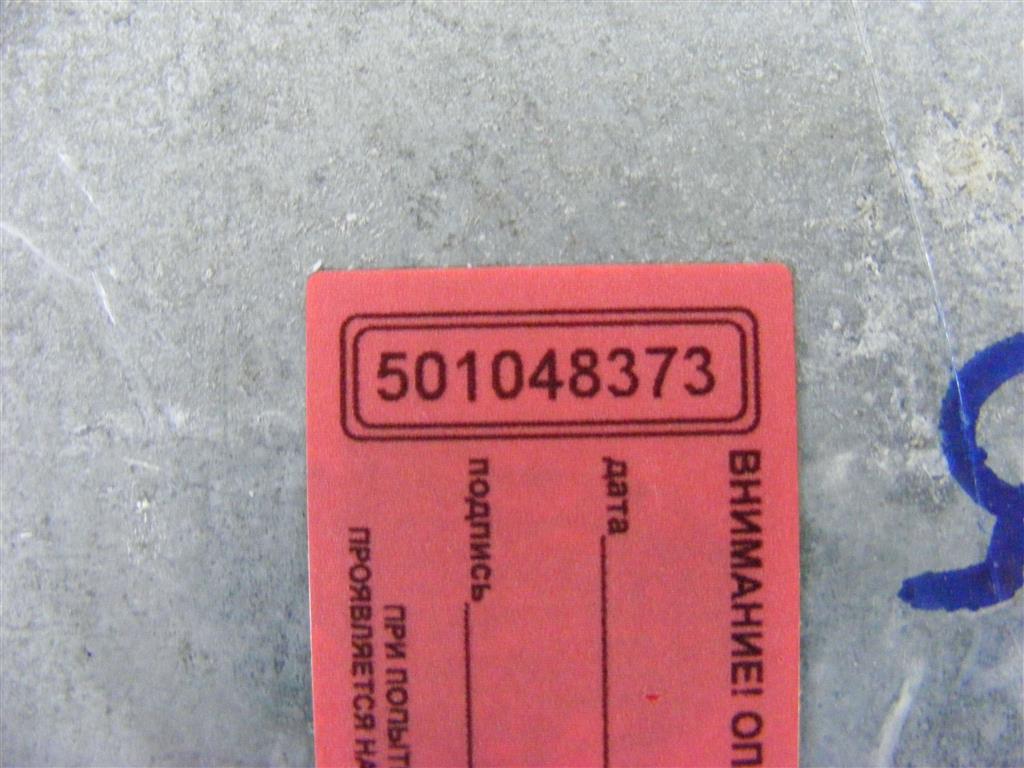 501048373
ВНИМАНИЕ! ОП
дата
подпись
ПРИ ПОПЫТ
ПРОЯВЛЯЕТСЯ НА